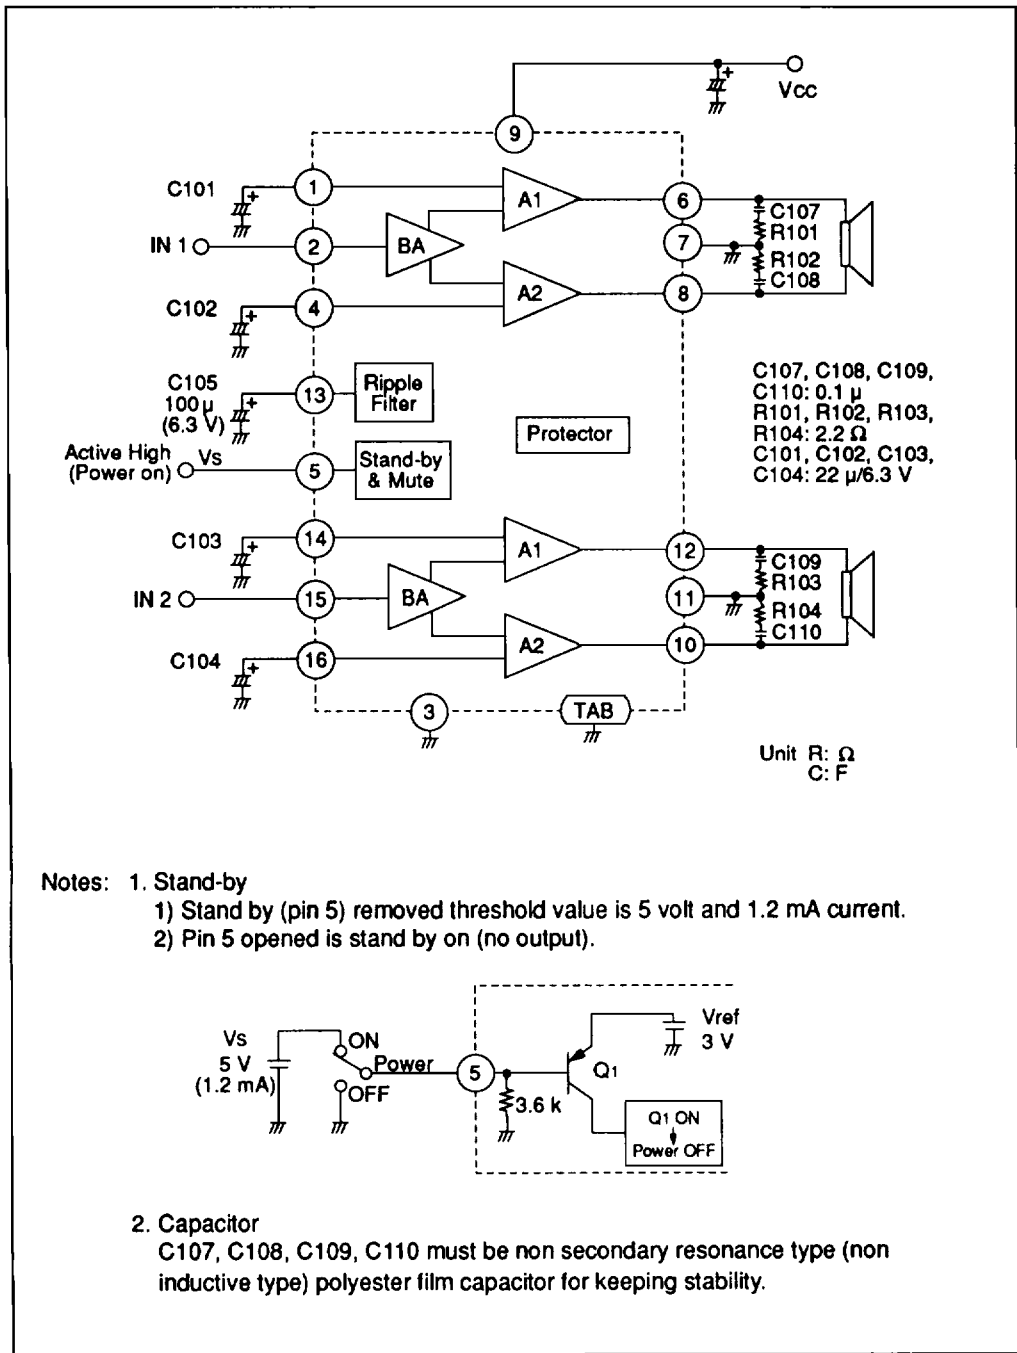 Vcc
9
C101
1
A1
6
C107
R101
IN 1
2
BA
7
R102
C108
C102
4
A2
8
C105
100 µ
(6.3 V)
13
Ripple
Filter
Protector
C107, C108, C109,
C110: 0.1 µ
R101, R102, R103,
R104: 2.2 Ω
C101, C102, C103,
C104: 22 µ/6.3 V
Active High
(Power on)
Vs
5
Stand-by
& Mute
C103
14
A1
12
C109
R103
IN 2
15
BA
11
R104
C110
C104
16
A2
10
3
TAB
Unit R: Ω
C: F
Notes: 1. Stand-by
1) Stand by (pin 5) removed threshold value is 5 volt and 1.2 mA current.
2) Pin 5 opened is stand by on (no output).
Vs
5 V
(1.2 mA)
ON
Power
OFF
5
3.6 k
Q1
Vref
3 V
Q1 ON
Power OFF
2. Capacitor
C107, C108, C109, C110 must be non secondary resonance type (non
inductive type) polyester film capacitor for keeping stability.